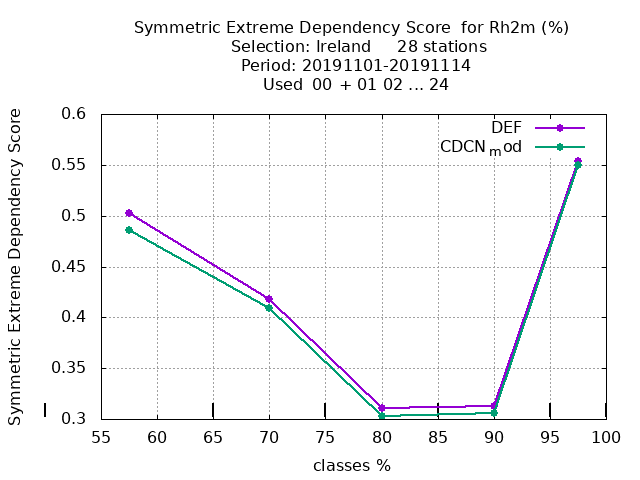 Symmetric Extreme Dependency Score  for Rh2m (%)
Selection: Ireland     28 stations
Period: 20191101-20191114
Used  00  + 01 02 ... 24
DEF
CDCN_mod
0.6
0.55
0.5
0.45
0.4
0.35
0.3
Symmetric Extreme Dependency Score
55 60 65 70 75 80 85 90 95 100
classes %